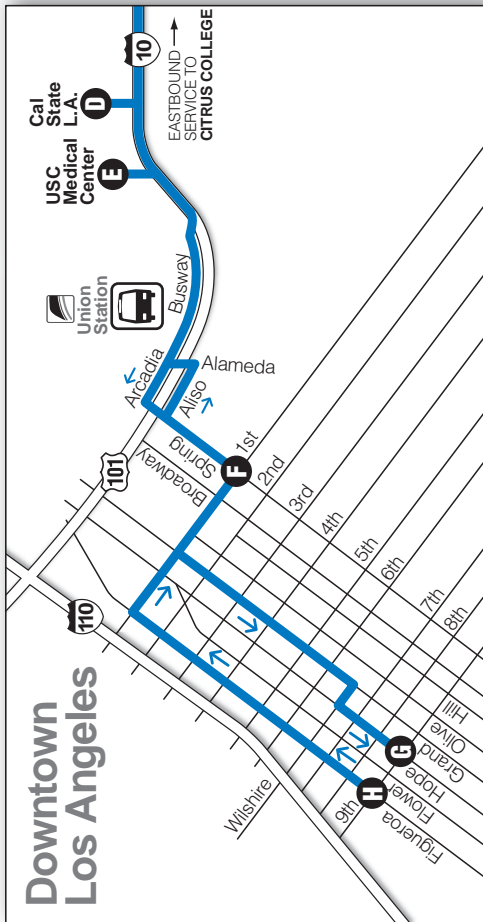 Downtown
Los Angeles
110
101
10
Cal
State
L.A.
D
USC
Medical
Center
E
EASTBOUND
SERVICE TO
CITRUS COLLEGE
Union
Station
Busway
Arcadia
Alameda
Aliso
Spring
Broadway
F
1st
2nd
3rd
4th
5th
6th
7th
8th
Wilshire
9th
Hill
Olive
Grand
Hope
Flower
Figueroa
G
H